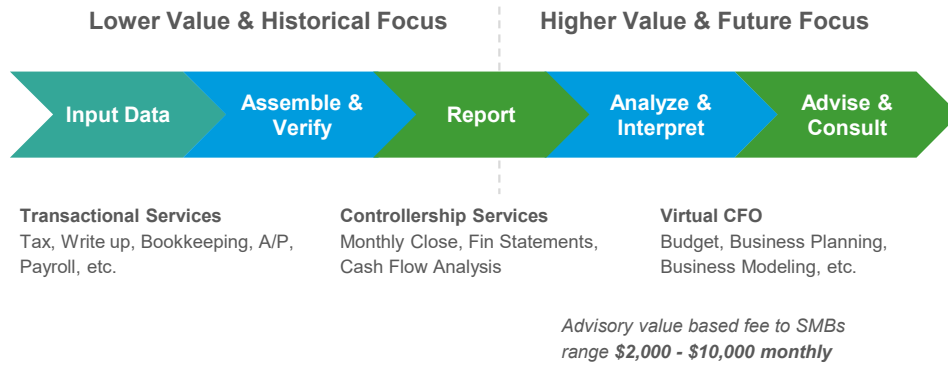 Lower Value & Historical Focus
Higher Value & Future Focus
Input Data
Assemble &
Verify
Report
Analyze &
Interpret
Advise &
Consult
Transactional Services
Tax, Write up, Bookkeeping, A/P,
Payroll, etc.
Controllership Services
Monthly Close, Fin Statements,
Cash Flow Analysis
Virtual CFO
Budget, Business Planning,
Business Modeling, etc.
Advisory value based fee to SMBs
range $2,000 - $10,000 monthly